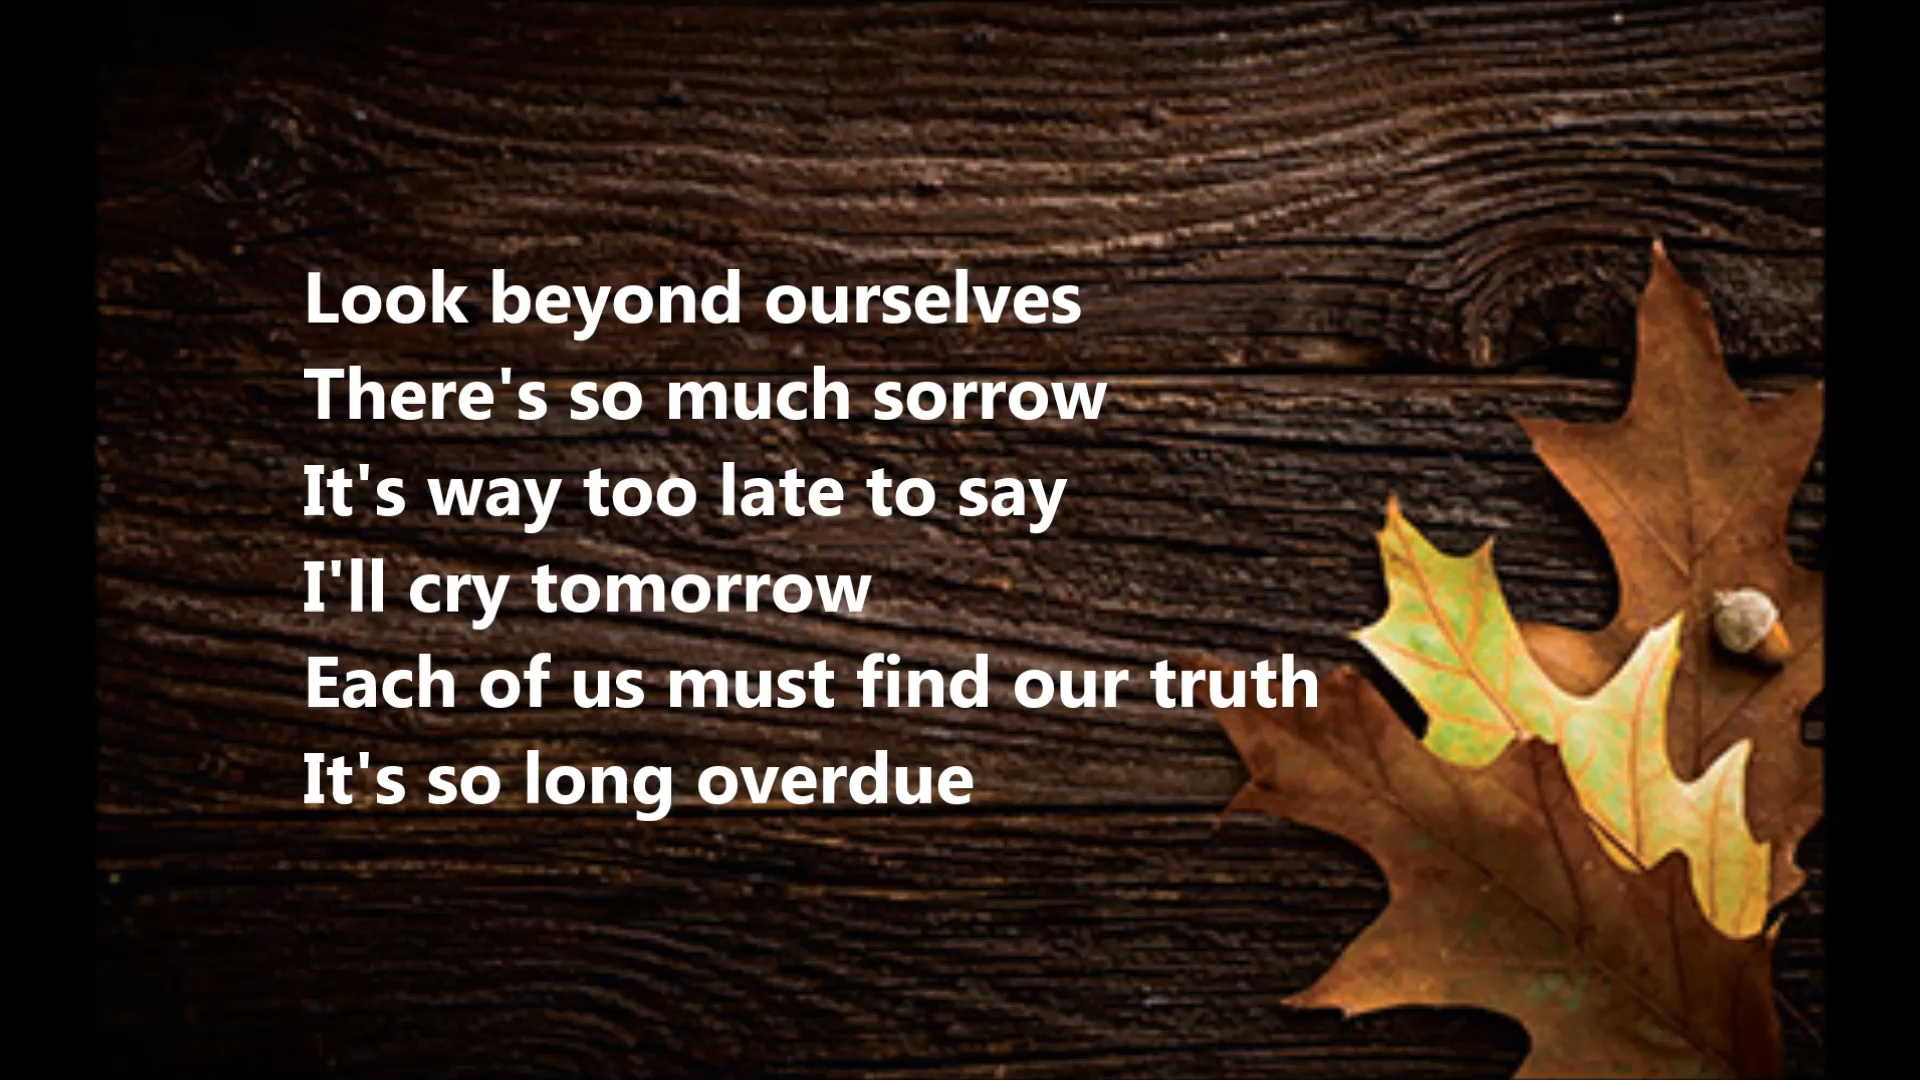 Look beyond ourselves
There's so much sorrow
It's way too late to say
I'll cry tomorrow
Each of us must find our truth
It's so long overdue